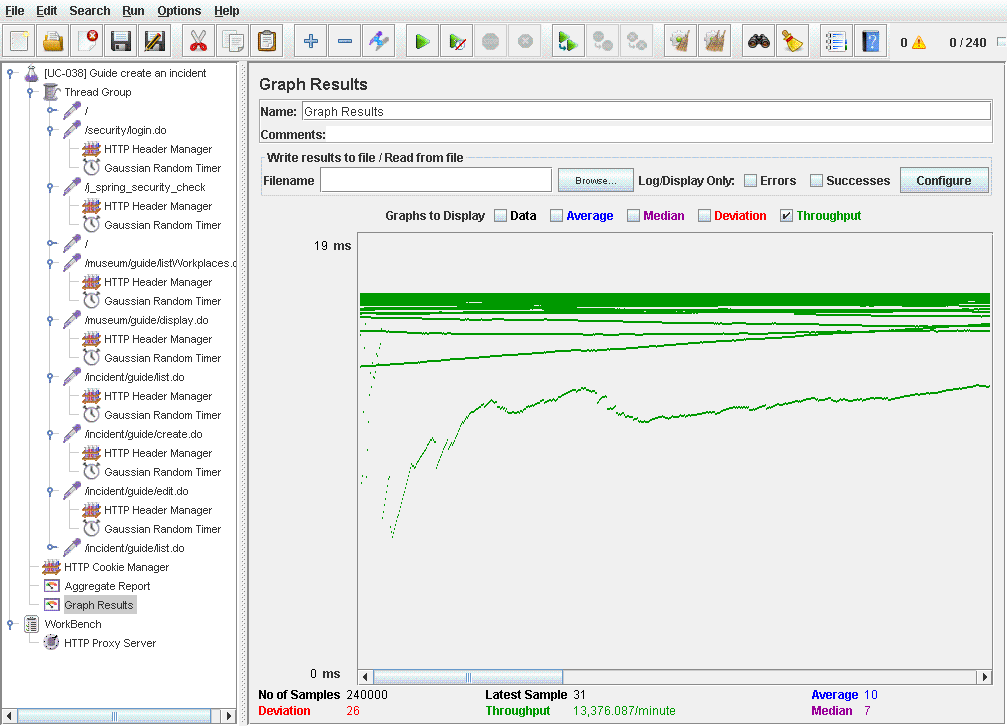 File Edit Search Run Options Help
0 0 / 240
[UC-038] Guide create an incident
Thread Group
/
/security/login.do
HTTP Header Manager
Gaussian Random Timer
/j_spring_security_check
HTTP Header Manager
Gaussian Random Timer
/
/museum/guide/listWorkplaces.d
HTTP Header Manager
Gaussian Random Timer
/museum/guide/display.do
HTTP Header Manager
Gaussian Random Timer
/incident/guide/list.do
HTTP Header Manager
Gaussian Random Timer
/incident/guide/create.do
HTTP Header Manager
Gaussian Random Timer
/incident/guide/edit.do
HTTP Header Manager
Gaussian Random Timer
/incident/guide/list.do
HTTP Cookie Manager
Aggregate Report
Graph Results
WorkBench
HTTP Proxy Server
Graph Results
Name: Graph Results
Comments:
Write results to file / Read from file
Filename Browse... Log/Display Only: Errors Successes Configure
Graphs to Display Data Average Median Deviation Throughput
19 ms
0 ms
No of Samples 240000 Latest Sample 31 Average 10
Deviation 26 Throughput 13,376.087/minute Median 7